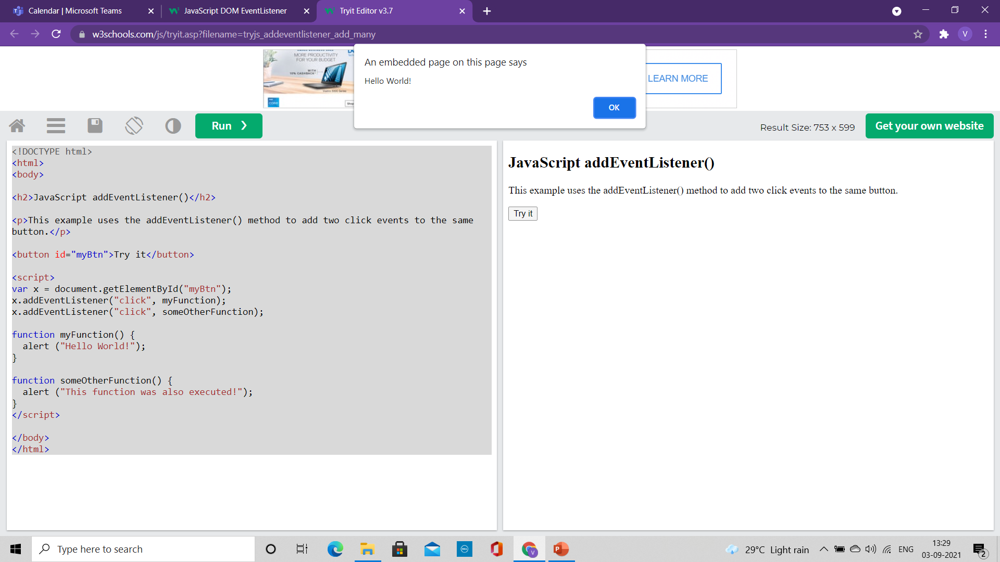 Calendar | Microsoft Teams
JavaScript DOM EventListener
Tryit Editor v3.7
w3schools.com/js/tryit.asp?filename=tryjs_addeventlistener_add_many
V
MORE PRODUCTIVITY
FOR YOUR BUDGET
WITH
10% CASHBACK*
Vostro 3000 Series
CORE
An embedded page on this page says
Hello World!
OK
LEARN MORE
Run
Result Size: 753 x 599
Get your own website
<!DOCTYPE html>
<html>
<body>
<h2>JavaScript addEventListener()</h2>
<p>This example uses the addEventListener() method to add two click events to the same
button.</p>
<button id="myBtn">Try it</button>
<script>
var x = document.getElementById("myBtn");
x.addEventListener("click", myFunction);
x.addEventListener("click", someOtherFunction);
function myFunction() {
  alert ("Hello World!");
}
function someOtherFunction() {
  alert ("This function was also executed!");
}
</script>
</body>
</html>
JavaScript addEventListener()
This example uses the addEventListener() method to add two click events to the same button.
Try it
Type here to search
DELL
V
P
29°C Light rain
ENG
13:29
03-09-2021
2